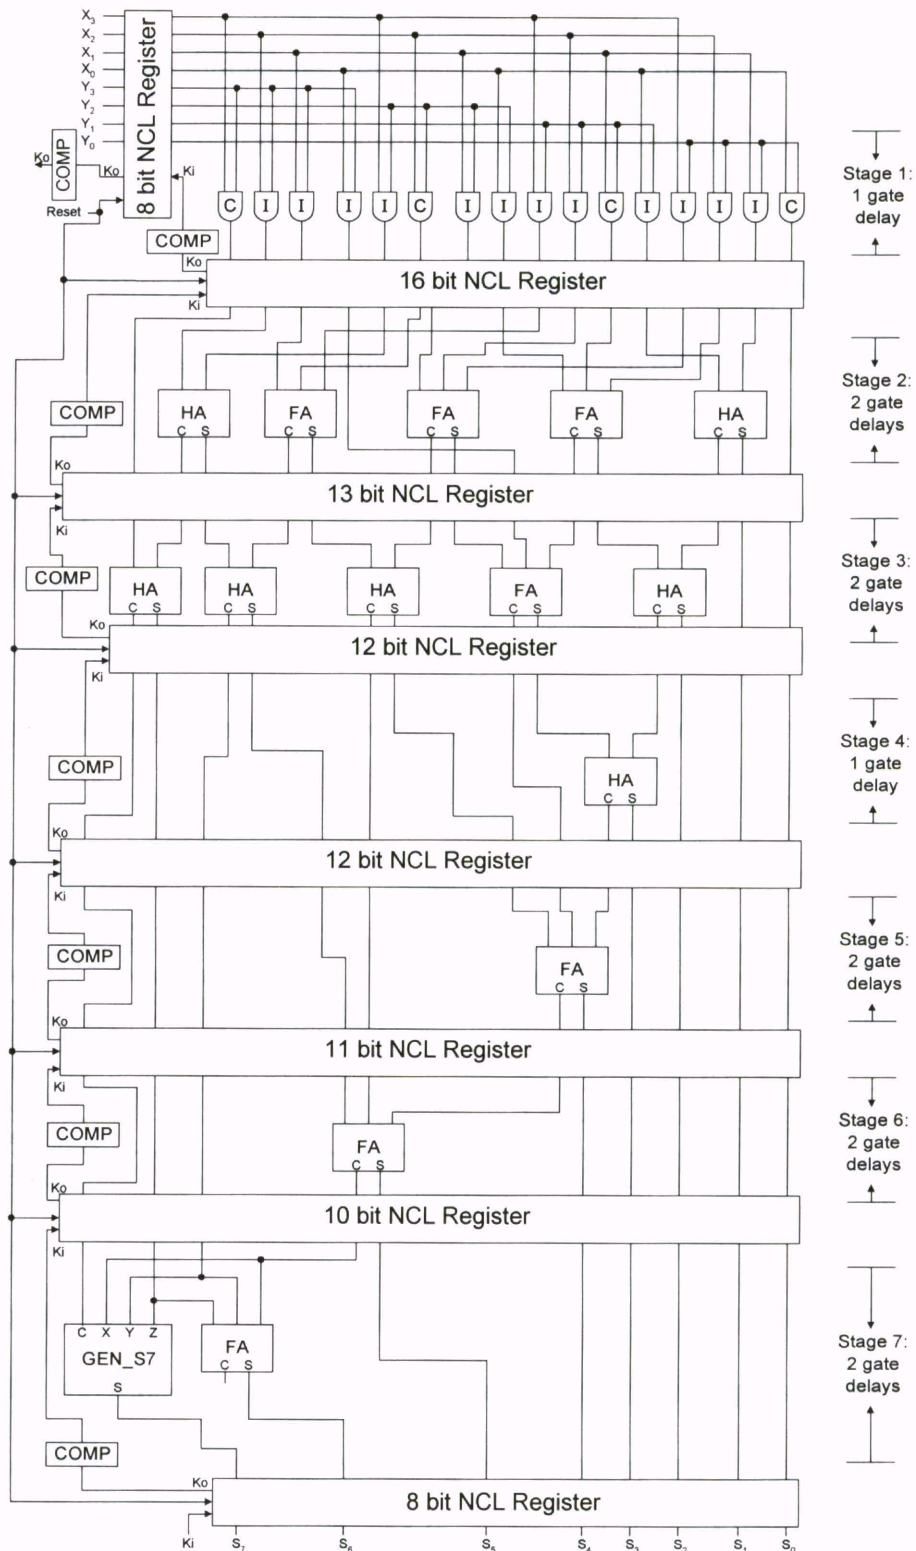 X3
X2
X1
X0
Y3
Y2
Y1
Y0
8 bit NCL Register
Ko
COMP
Ko
Ki
Reset
COMP
Ko
C I I I I C I I I I C I I I I C
Stage 1:
1 gate
delay
16 bit NCL Register
Ki
COMP
HA
C S
FA
C S
FA
C S
FA
C S
HA
C S
Stage 2:
2 gate
delays
Ko
13 bit NCL Register
Ki
COMP
HA
C S
HA
C S
HA
C S
FA
C S
HA
C S
Stage 3:
2 gate
delays
Ko
12 bit NCL Register
Ki
COMP
HA
C S
Stage 4:
1 gate
delay
Ko
12 bit NCL Register
Ki
COMP
FA
C S
Stage 5:
2 gate
delays
Ko
11 bit NCL Register
Ki
COMP
FA
C S
Stage 6:
2 gate
delays
Ko
10 bit NCL Register
Ki
C X Y Z
GEN_S7
S
FA
C S
Stage 7:
2 gate
delays
COMP
Ko
8 bit NCL Register
Ki
S7 S6 S5 S4 S3 S2 S1 S0